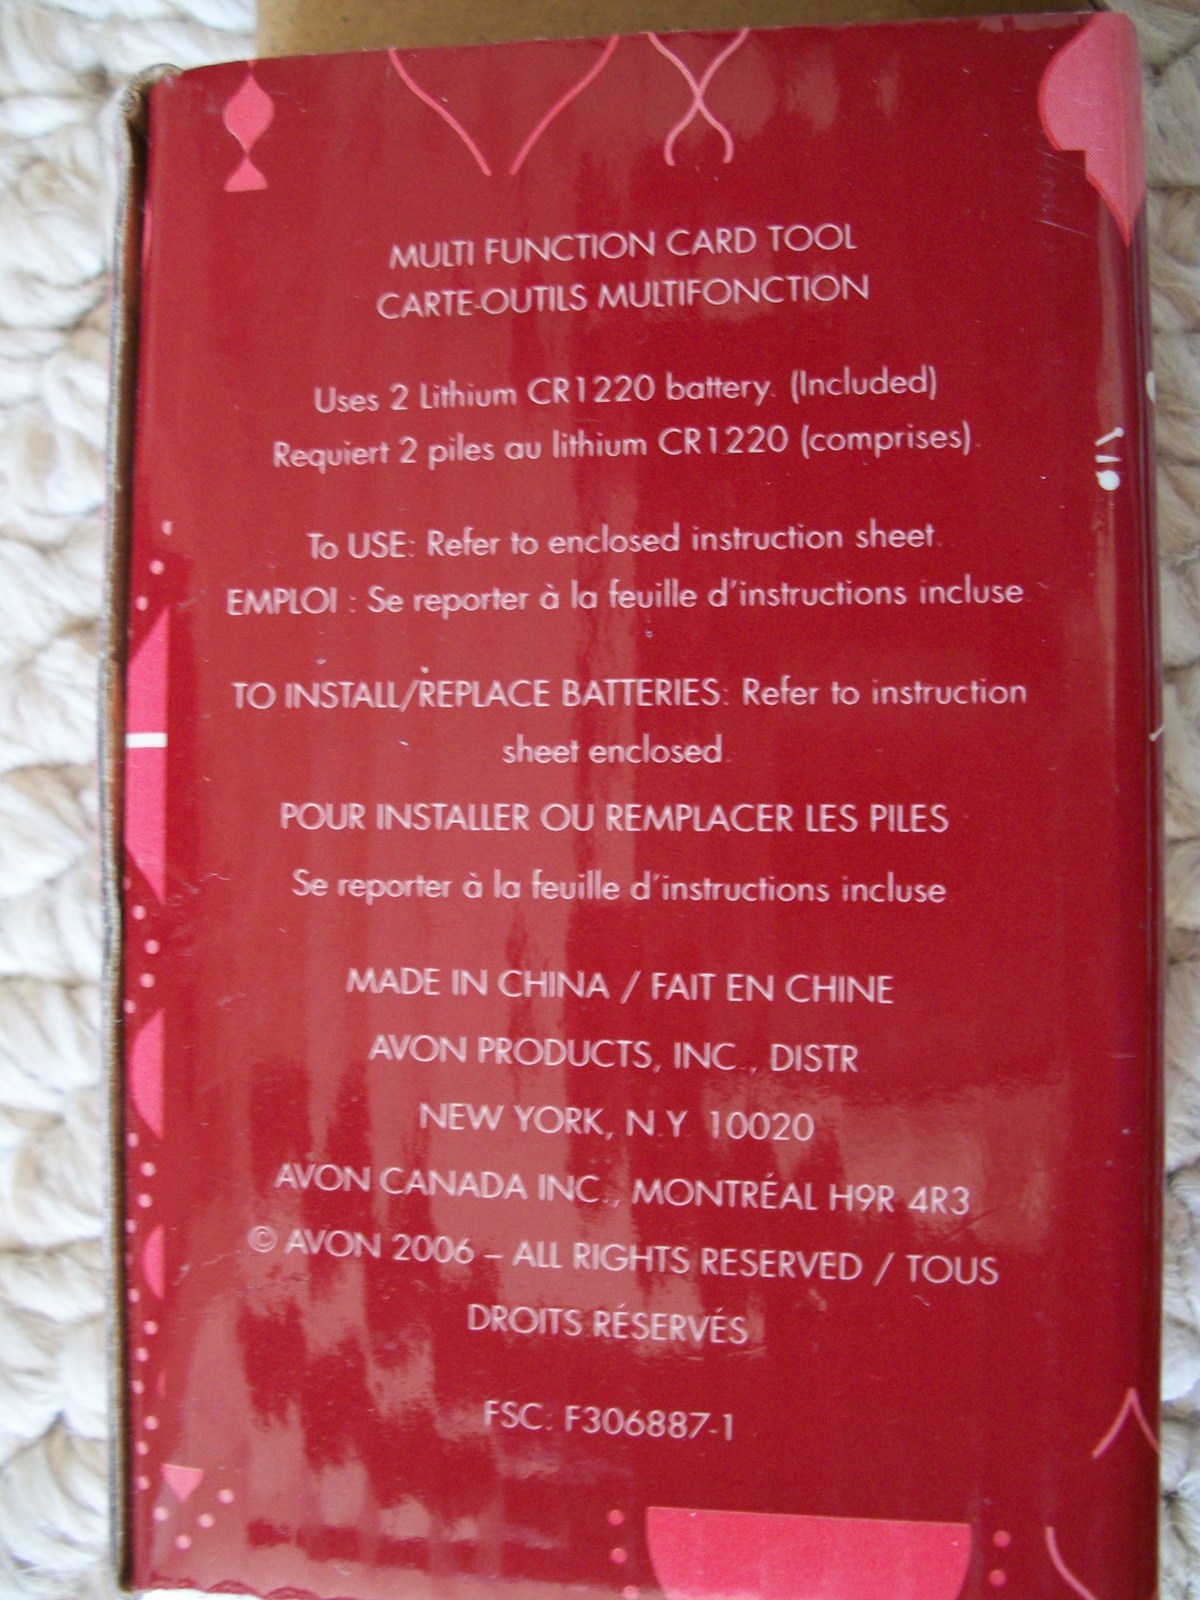 MULTI FUNCTION CARD TOOL
CARTE-OUTILS MULTIFONCTION
Uses 2 Lithium CR1220 battery. (Included)
Requiert 2 piles au lithium CR1220 (comprises).
To USE: Refer to enclosed instruction sheet.
EMPLOI : Se reporter à la feuille d'instructions incluse.
TO INSTALL/REPLACE BATTERIES: Refer to instruction
sheet enclosed.
POUR INSTALLER OU REMPLACER LES PILES
Se reporter à la feuille d'instructions incluse
MADE IN CHINA / FAIT EN CHINE
AVON PRODUCTS, INC., DISTR
NEW YORK, N.Y. 10020
AVON CANADA INC., MONTRÉAL H9R 4R3
© AVON 2006 – ALL RIGHTS RESERVED / TOUS
DROITS RÉSERVÉS
FSC: F306887-1